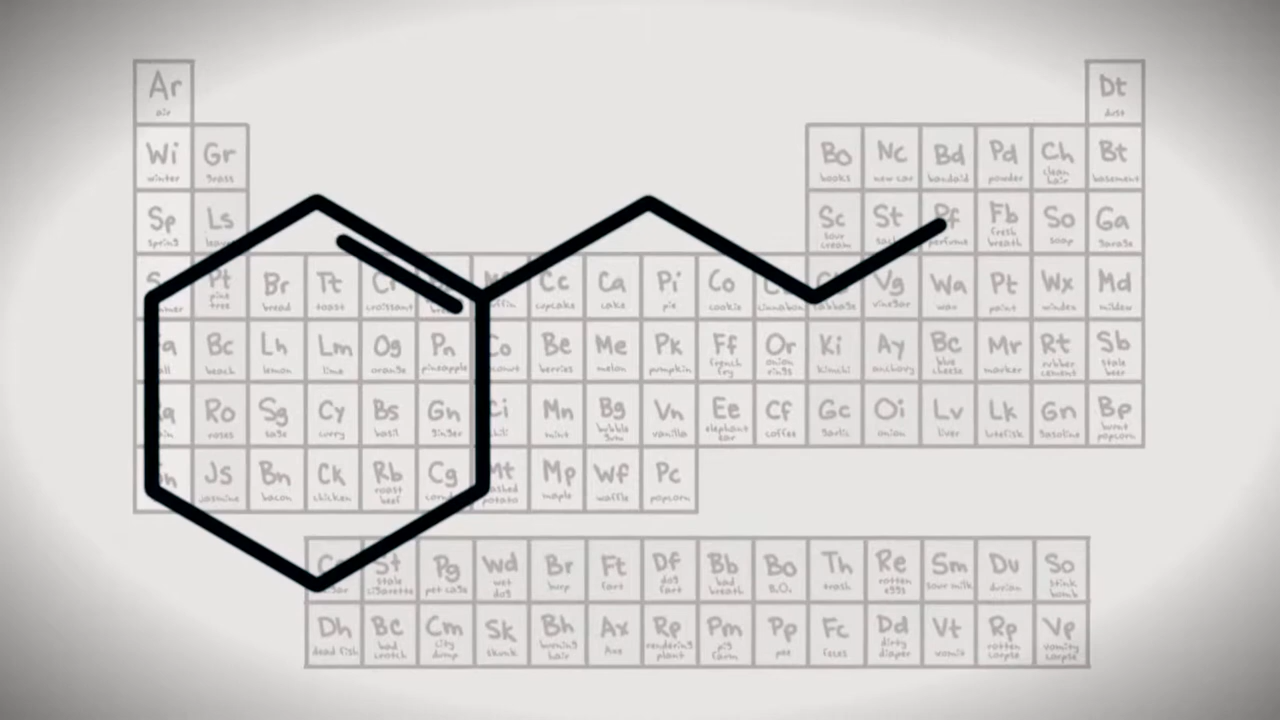 Ar Dt
air dust
Wi Gr Bo Nc Bd Pd Ch Bt
winter grass books new car bandaid powder clean hair basement
Sp Ls Sc St So Ga
spring sour cream perfume soap garage
Fb
fresh breath
Pt Br Tt Cc Ca Pi Co Vg Wa Pt Wx Md
pine tree bread toast croissant cupcake cake pie cookie vinegar wax paint windex mildew
Bc Lh Lm Og Pn Be Me Pk Ff Or Ki Ay Bc Mr Rt Sb
beach lemon lime orange pineapple berries melon pumpkin french fry onion rings kimchi anchovy blue cheese marker rubber cement stale beer
Ro Sg Cy Bs Gn Mn Bg Vn Ee Cf Gc Oi Lv Lk Gn Bp
roses sage curry basil ginger mint bubble gum vanilla elephant ear coffee garlic onion liver lutefisk gasoline burnt popcorn
Js Bn Ck Rb Cg Mt Mp Wf Pc
jasmine bacon chicken roast beef potato maple waffle popcorn
St Pg Wd Br Ft Df Bb Bo Th Re Sm Du So
stale cigarette pet cage wet dog burp fart dog fart bad breath B.O. trash rotten eggs sour milk durian stink bomb
Dh Bc Cm Sk Bh Ax Rp Pm Pp Fc Dd Vt Rp Vp
dead fish bad crotch city dump skunk burning hair Axe rendering plant pig farm poe feces dirty diaper vomit rotten corpse vomity corpse